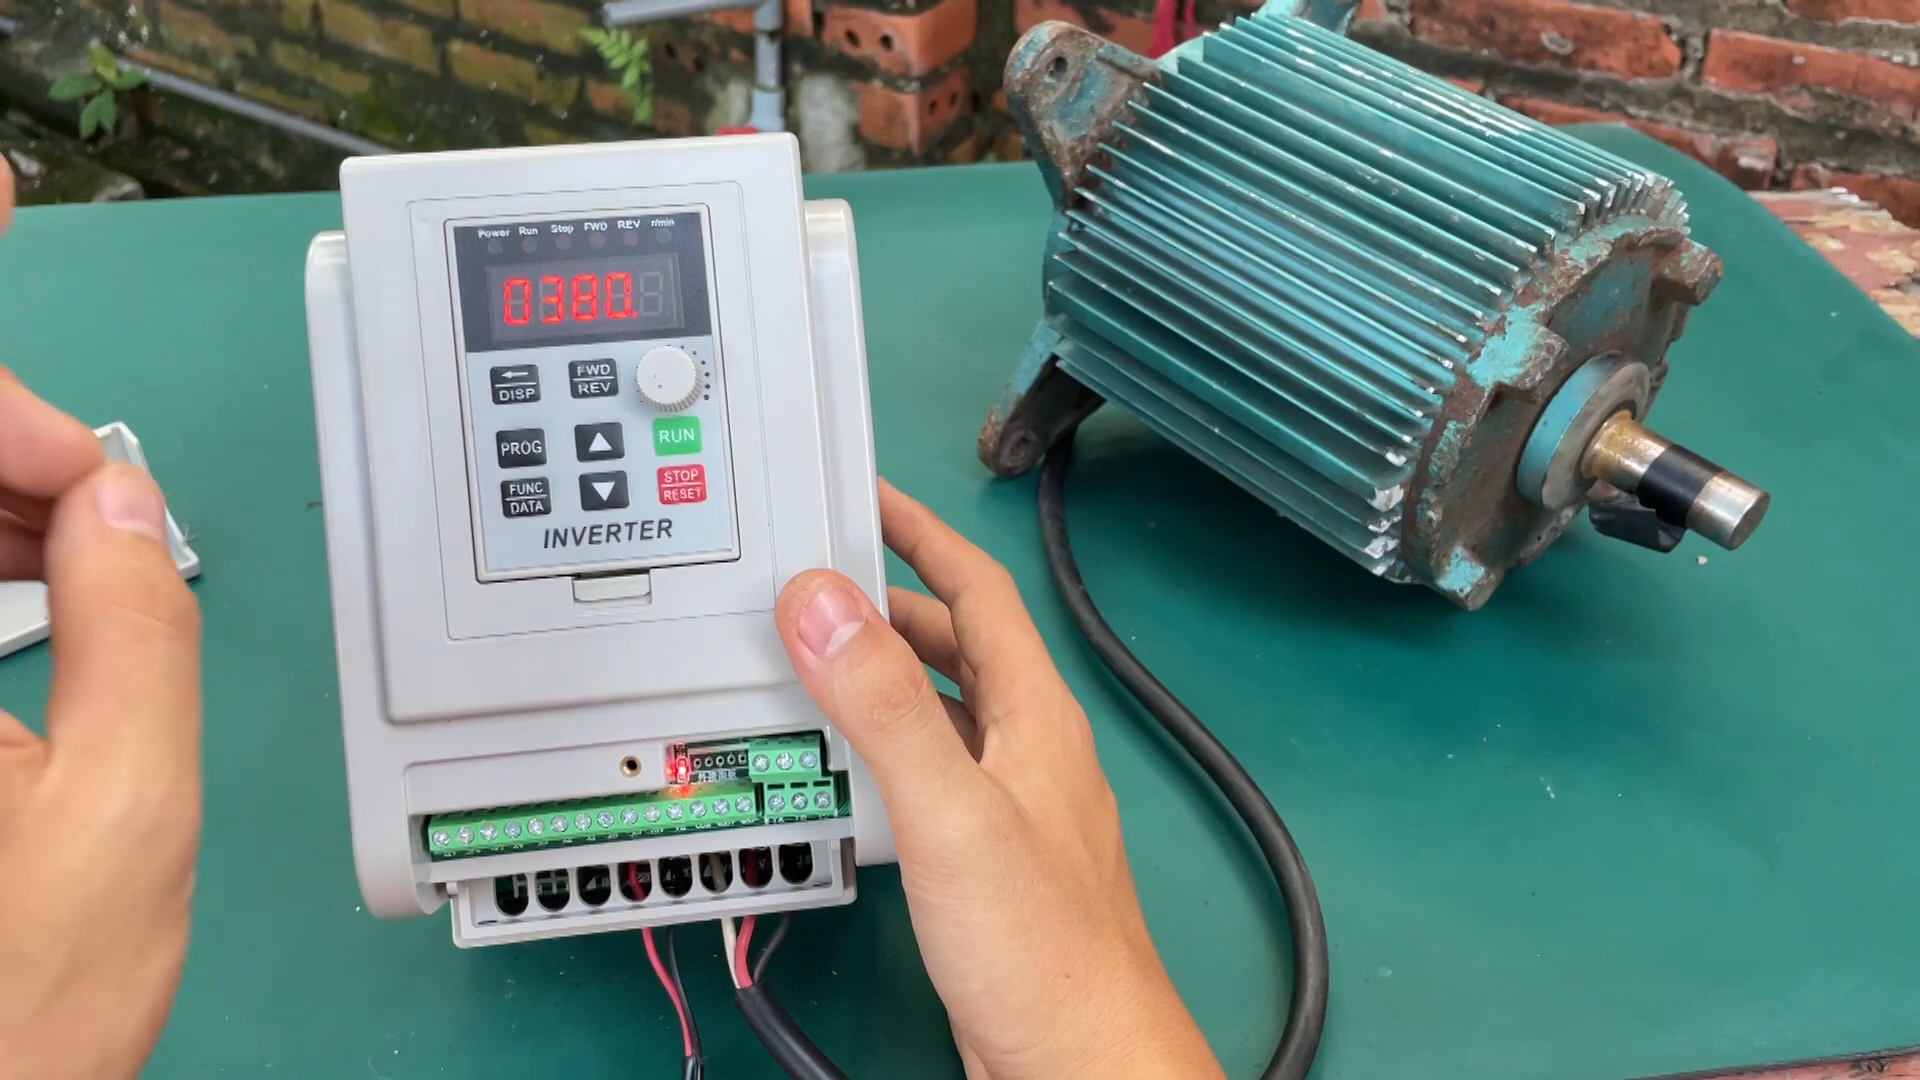 Power Run Stop FWD REV r/min
0380.
←
DISP
FWD
REV
PROG
RUN
FUNC
DATA
STOP
RESET
INVERTER